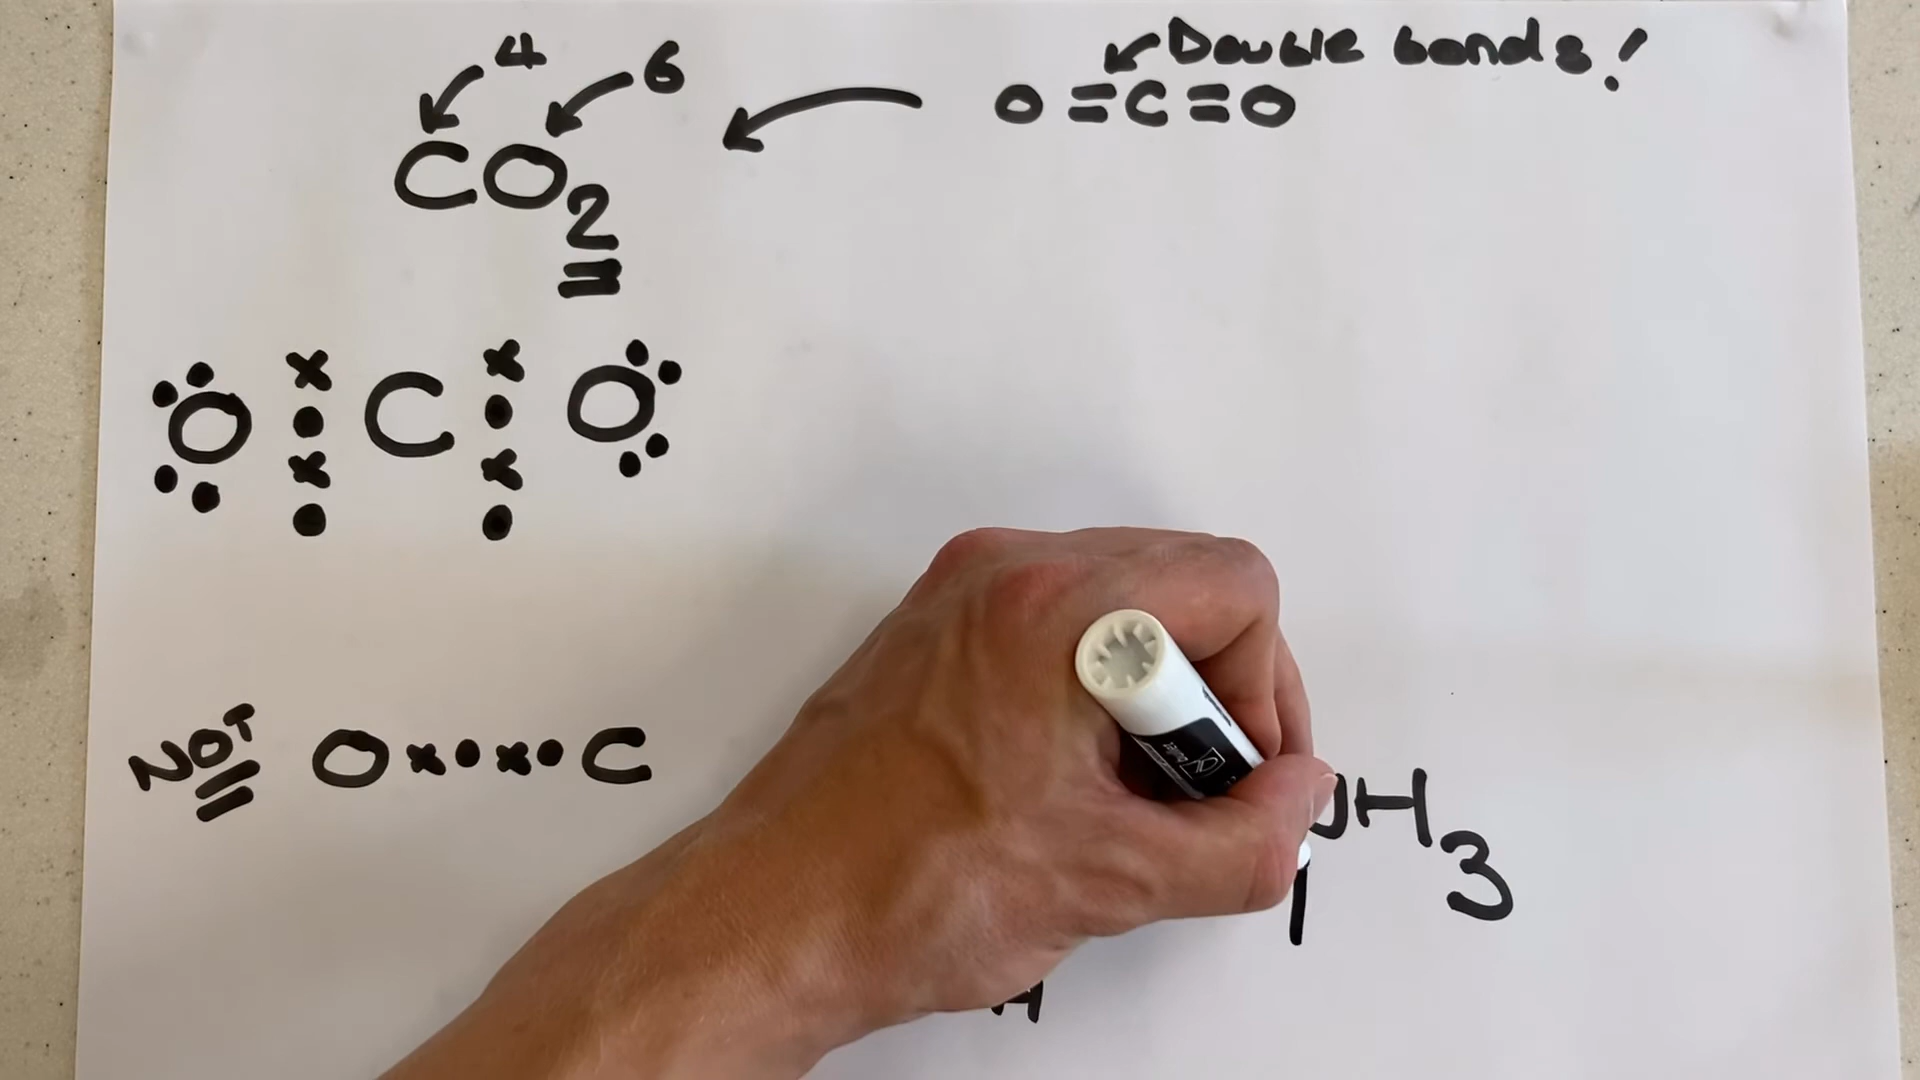 4
6
Double bonds!
CO2
O=C=O
O x • x • C x • x • O
NOT O x • x • C
H3
H